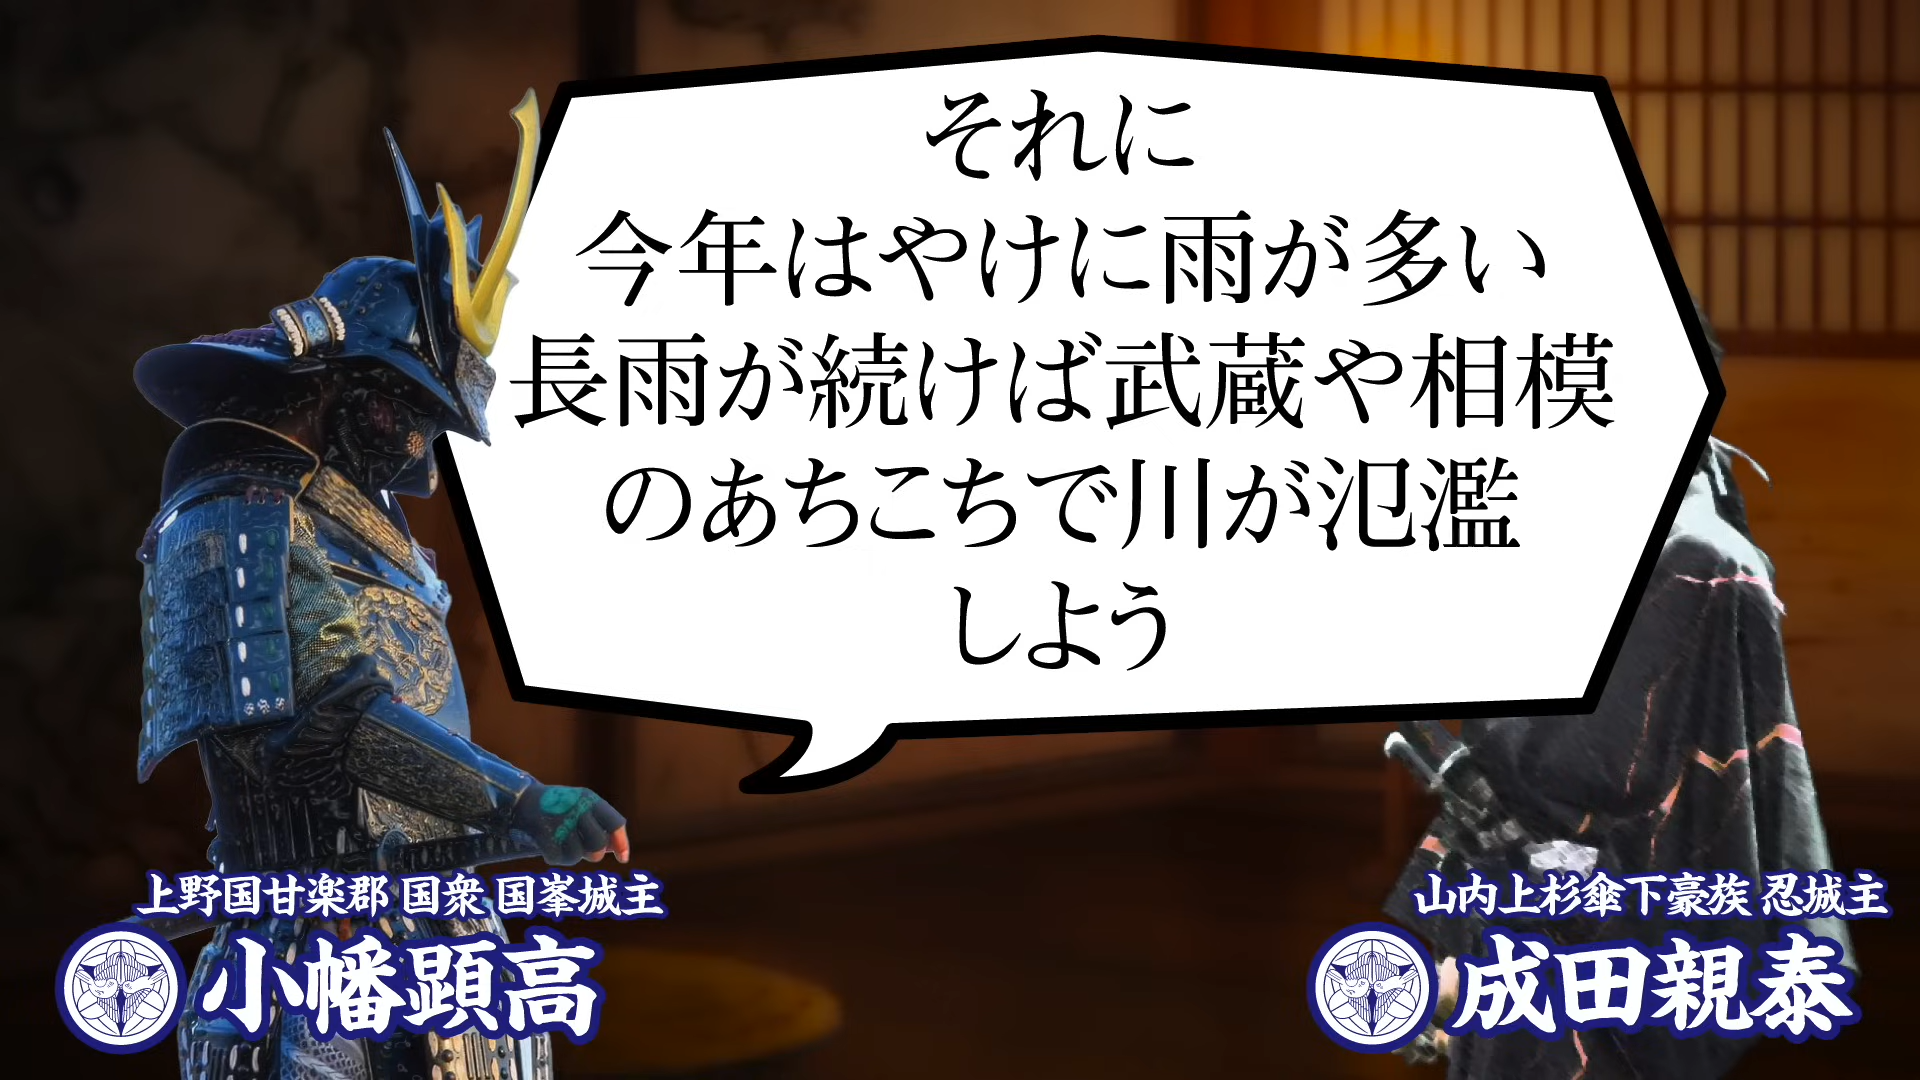 それに
今年はやけに雨が多い
長雨が続けば武蔵や相模
のあちこちで川が氾濫
しよう
上野国甘楽郡 国衆 国峯城主
小幡顕高
山内上杉傘下豪族 忍城主
成田親泰